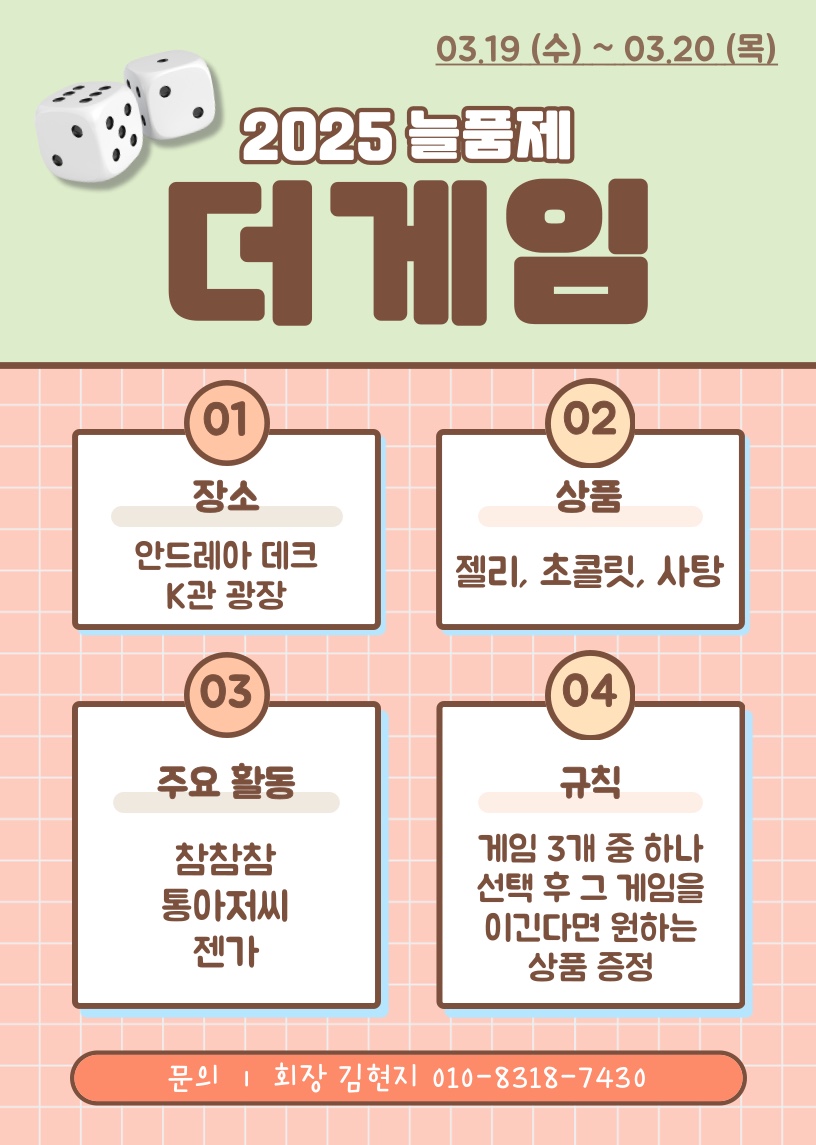 03.19 (수) ~ 03.20 (목)
2025 늘품제
더게임
01
장소
안드레아 데크
K관 광장
02
상품
젤리, 초콜릿, 사탕
03
주요 활동
참참참
통아저씨
젠가
04
규칙
게임 3개 중 하나
선택 후 그 게임을
이긴다면 원하는
상품 증정
문의 ı 회장 김현지 010-8318-7430